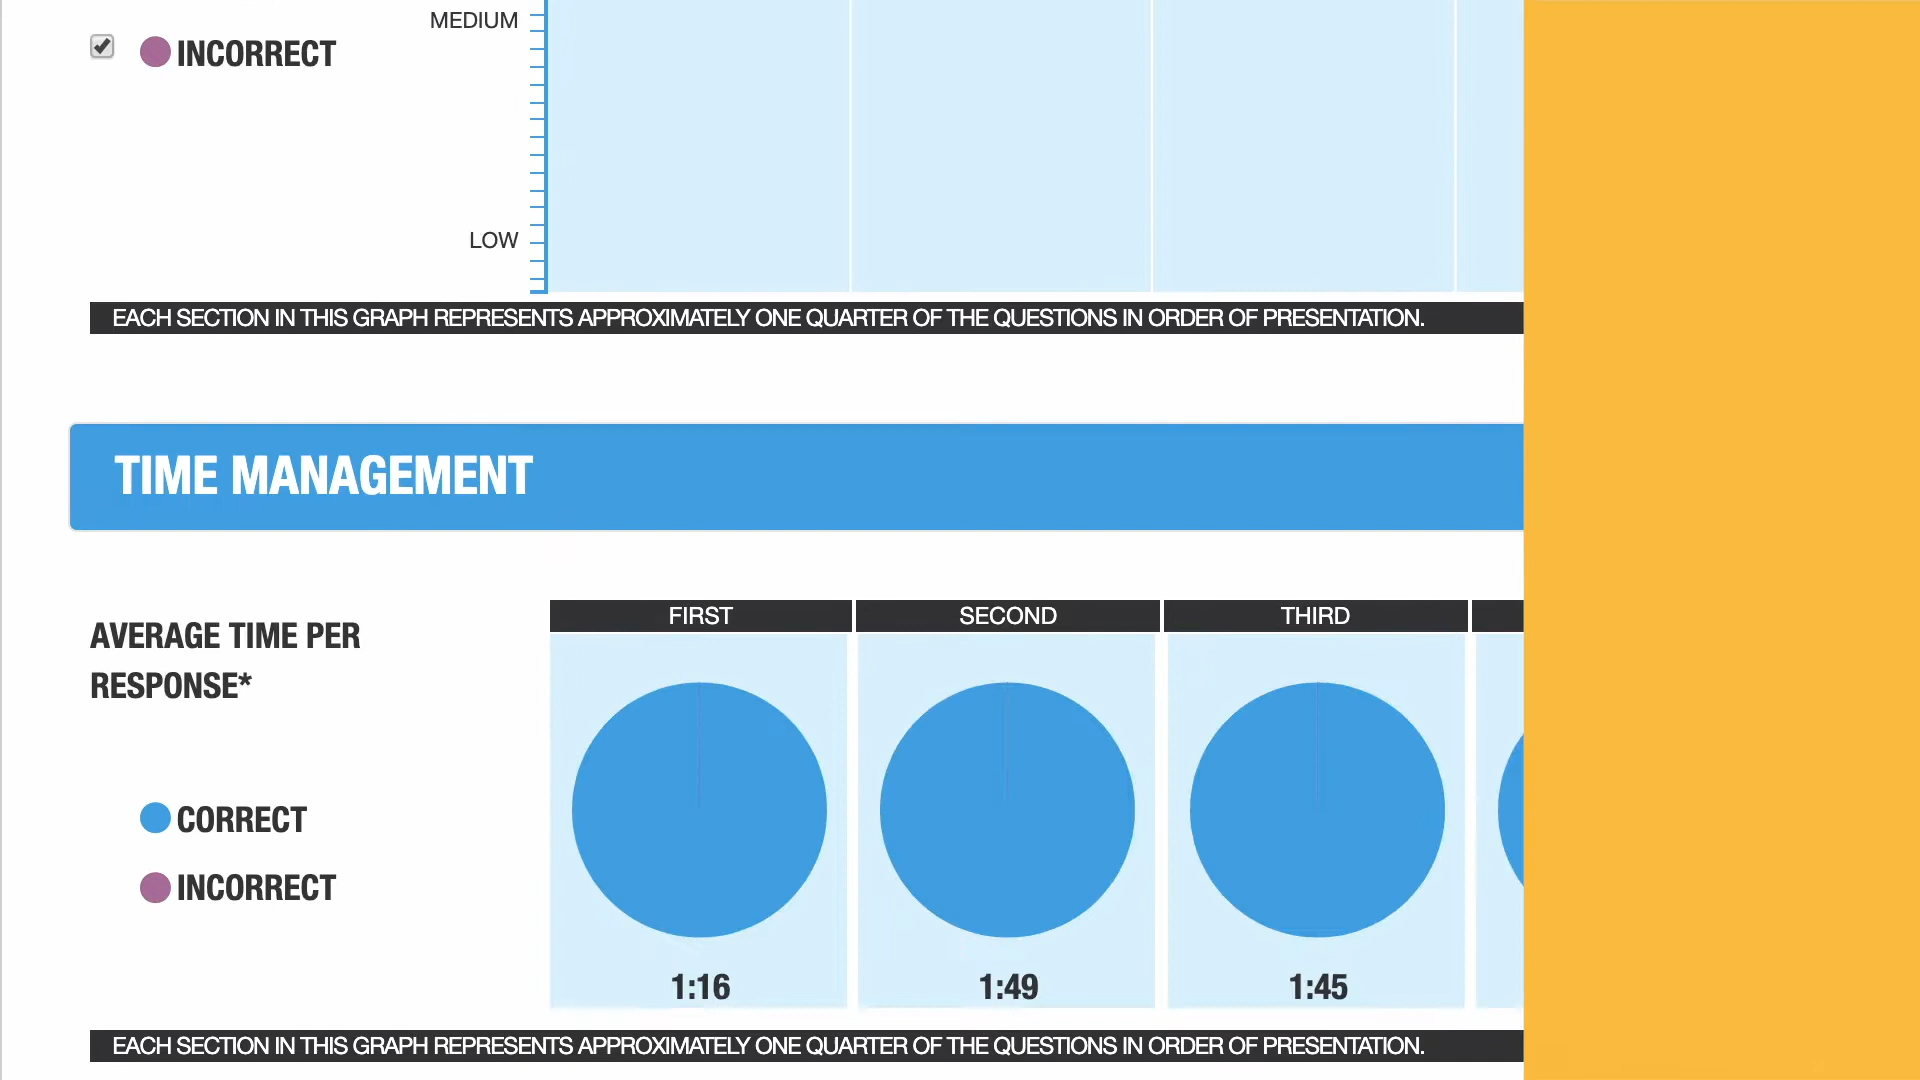 MEDIUM
INCORRECT
LOW
EACH SECTION IN THIS GRAPH REPRESENTS APPROXIMATELY ONE QUARTER OF THE QUESTIONS IN ORDER OF PRESENTATION.
TIME MANAGEMENT
FIRST SECOND THIRD
AVERAGE TIME PER
RESPONSE*
CORRECT
INCORRECT
1:16 1:49 1:45
EACH SECTION IN THIS GRAPH REPRESENTS APPROXIMATELY ONE QUARTER OF THE QUESTIONS IN ORDER OF PRESENTATION.